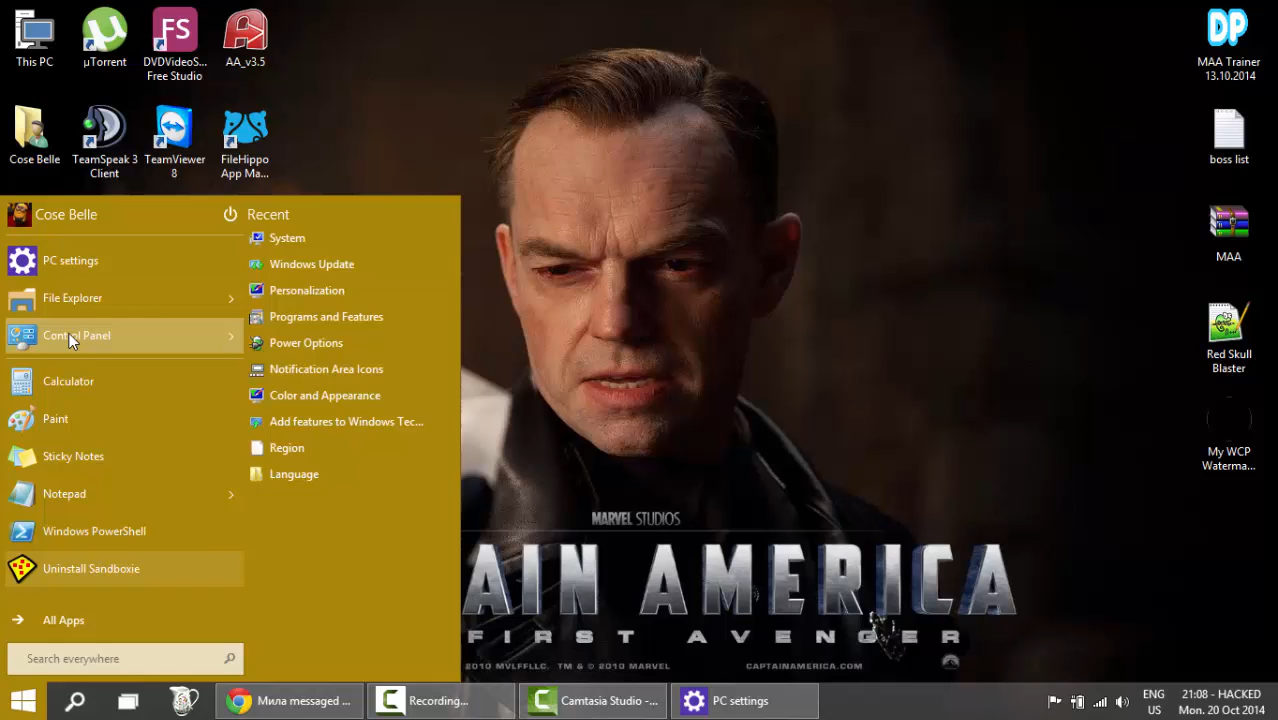 This PC
µTorrent
DVDVideoS...
Free Studio
AA_v3.5
Cose Belle
TeamSpeak 3
Client
TeamViewer
8
FileHippo
App Ma...
MAA Trainer
13.10.2014
boss list
MAA
Red Skull
Blaster
My WCP
Waterma...
Cose Belle
PC settings
File Explorer
Control Panel
Calculator
Paint
Sticky Notes
Notepad
Windows PowerShell
Uninstall Sandboxie
All Apps
Search everywhere
Recent
System
Windows Update
Personalization
Programs and Features
Power Options
Notification Area Icons
Color and Appearance
Add features to Windows Tec...
Region
Language
MARVEL STUDIOS
AIN AMERICA
FIRST AVENGER
2010 MVLFFLLC. TM & © 2010 MARVEL
CAPTAINAMERICA.COM
Мила messaged ...
Recording...
Camtasia Studio -...
PC settings
ENG
US
21:08 - HACKED
Mon. 20 Oct 2014